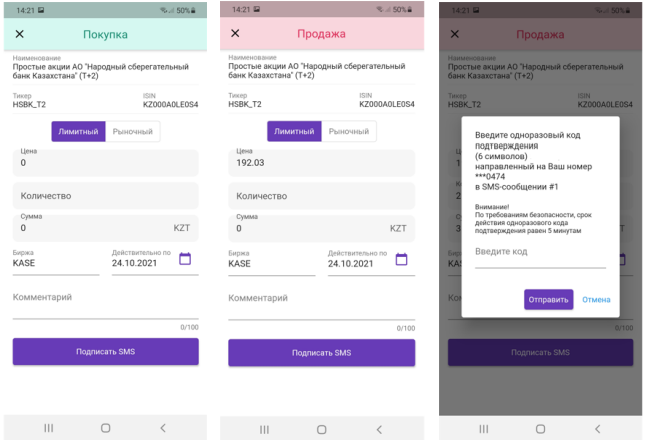 14:21
50%
Покупка
Наименование
Простые акции АО "Народный сберегательный
банк Казахстана" (T+2)
Тикер
ISIN
HSBK_T2
KZ000A0LE0S4
Лимитный
Рыночный
Цена
0
Количество
Сумма
0
KZT
Биржа
Действительно по
KASE
24.10.2021
Комментарий
0/100
Подписать SMS
14:21
50%
Продажа
Наименование
Простые акции АО "Народный сберегательный
банк Казахстана" (T+2)
Тикер
ISIN
HSBK_T2
KZ000A0LE0S4
Лимитный
Рыночный
Цена
192.03
Количество
Сумма
0
KZT
Биржа
Действительно по
KASE
24.10.2021
Комментарий
0/100
Подписать SMS
14:21
50%
Продажа
Наименование
Простые акции АО "Народный сберегательный
банк Казахстана" (T+2)
Тикер
ISIN
HSBK_T2
KZ000A0LE0S4
Введите одноразовый код
подтверждения
(6 символов)
направленный на Ваш номер
***0474
в SMS-сообщении #1
Внимание!
По требованиям безопасности, срок
действия одноразового кода
подтверждения равен 5 минутам
Введите код
Отправить
Отмена
0/100
Подписать SMS